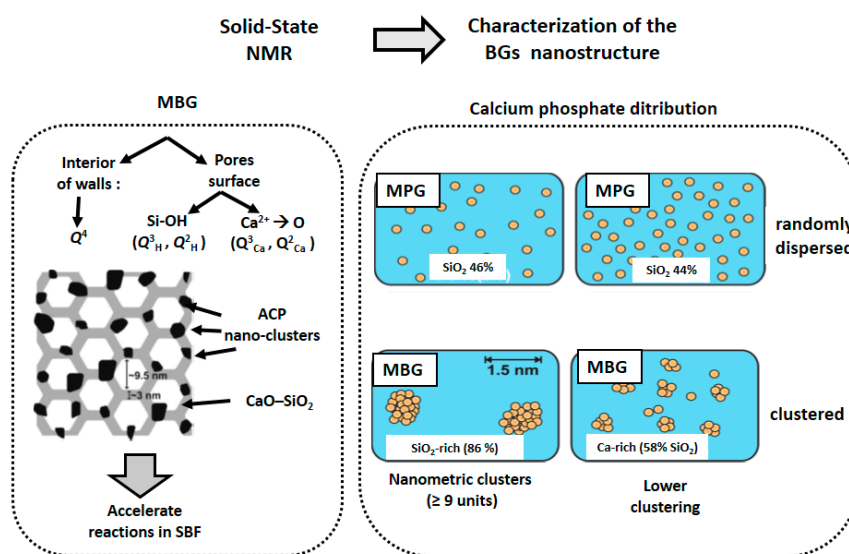 Solid-State
NMR
Characterization of the
BGs nanostructure
MBG
Interior
of walls :
Q⁴
Pores
surface
Si-OH
(Q³H , Q²H )
Ca²⁺ → O
(Q³Ca, Q²Ca )
ACP
nano-clusters
~9.5 nm
~3 nm
CaO–SiO₂
Accelerate
reactions in SBF
Calcium phosphate ditribution
MPG
SiO₂ 46%
MPG
SiO₂ 44%
randomly
dispersed
MBG
1.5 nm
SiO₂-rich (86 %)
MBG
Ca-rich (58% SiO₂)
clustered
Nanometric clusters
(≥ 9 units)
Lower
clustering